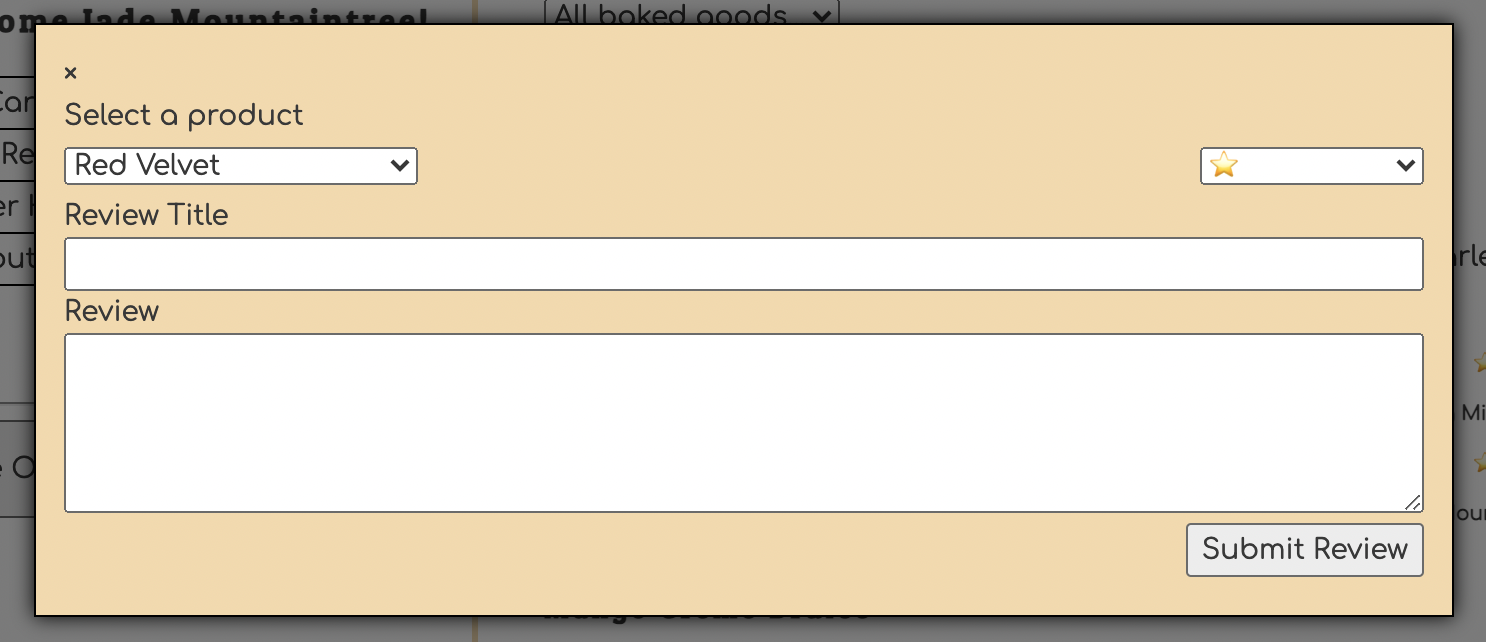 ome Jade Mountaintree!
All baked goods
×
Select a product
Red Velvet
Review Title
Review
Submit Review